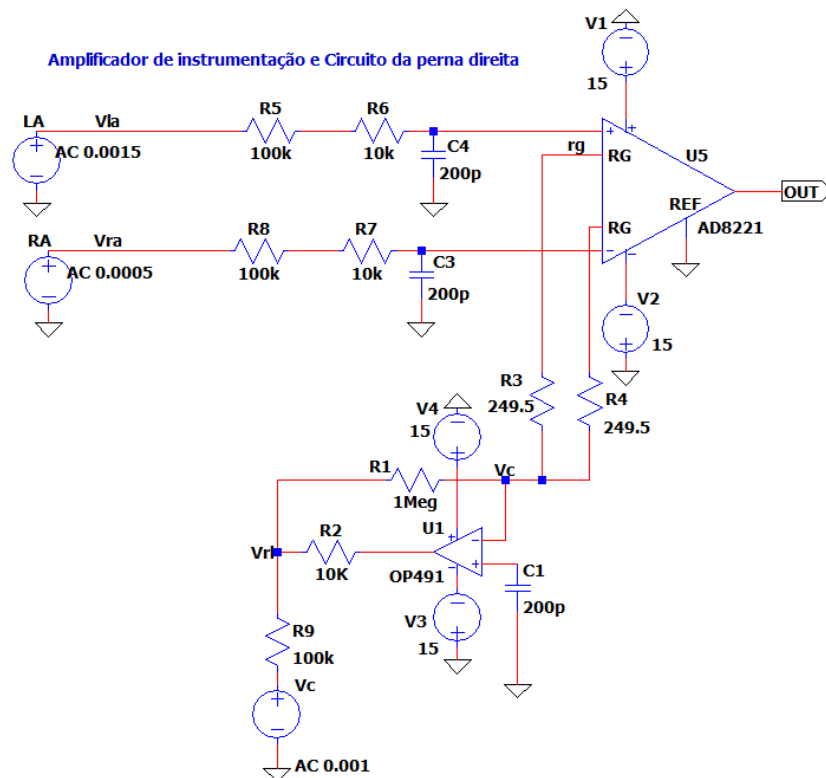 V1
Amplificador de instrumentação e Circuito da perna direita
15
LA
Vla
R5
R6
AC 0.0015
100k
10k
C4
200p
rg
RG
U5
OUT
RG
REF
AD8221
RA
Vra
R8
R7
AC 0.0005
100k
10k
C3
200p
V2
15
R3
249.5
R4
249.5
V4
15
R1
1Meg
Vc
U1
R2
10K
OP491
C1
200p
Vrl
V3
15
R9
100k
Vc
AC 0.001